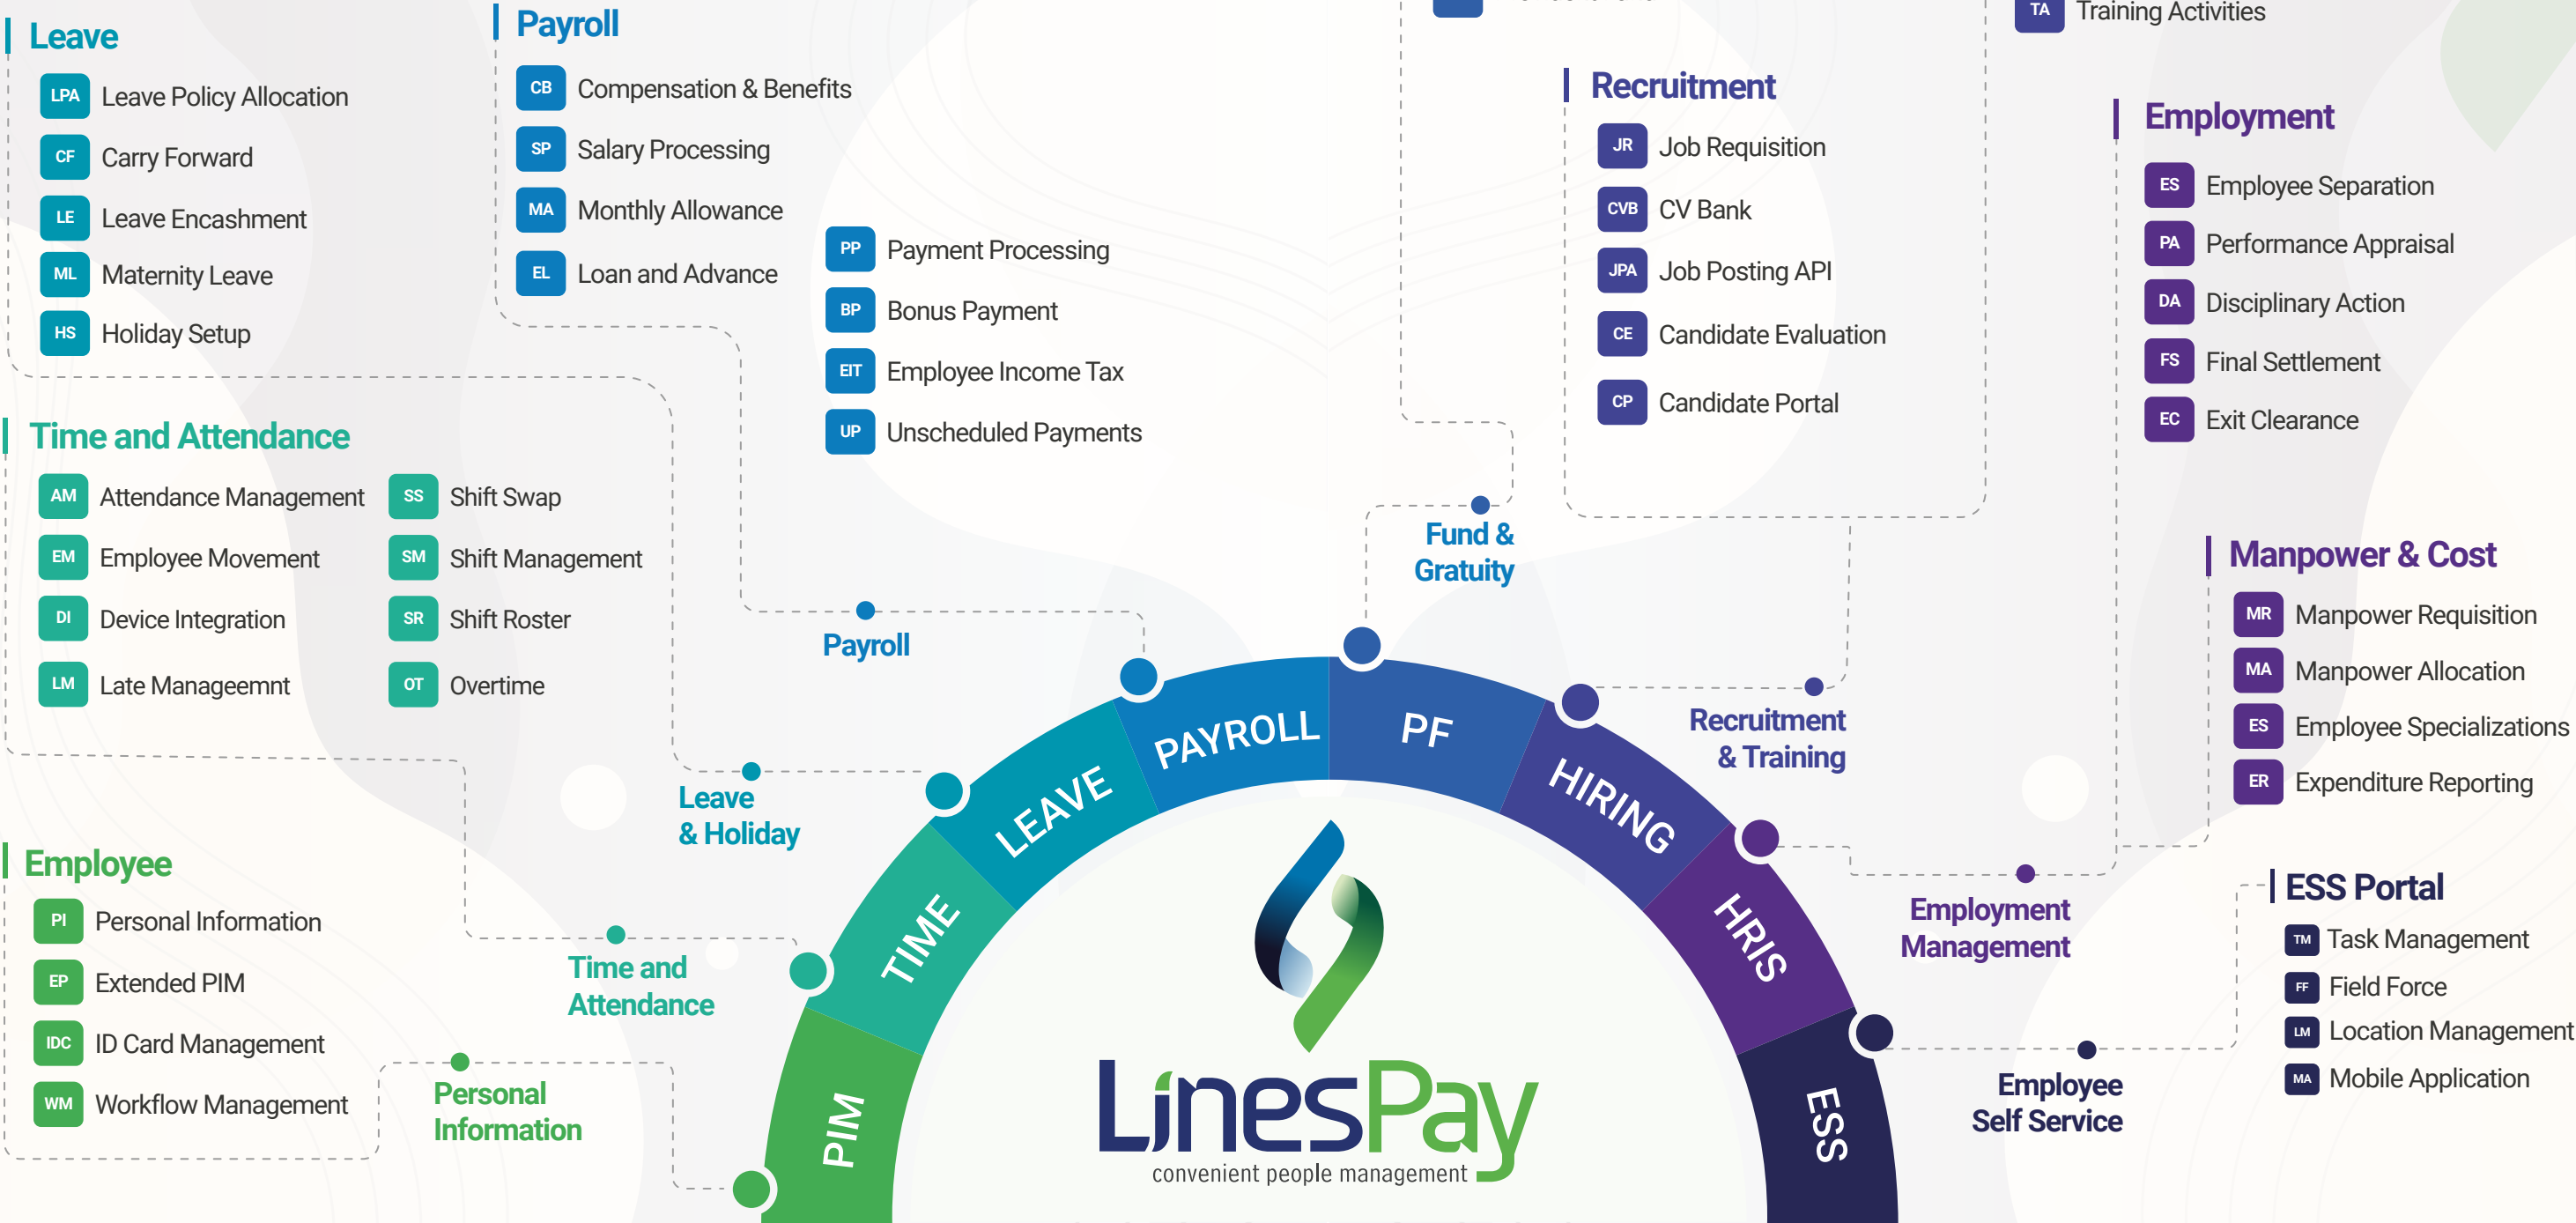 Leave
LPA Leave Policy Allocation
CF Carry Forward
LE Leave Encashment
ML Maternity Leave
HS Holiday Setup
Payroll
CB Compensation & Benefits
SP Salary Processing
MA Monthly Allowance
EL Loan and Advance
PP Payment Processing
BP Bonus Payment
EIT Employee Income Tax
UP Unscheduled Payments
TA Training Activities
Recruitment
JR Job Requisition
CVB CV Bank
JPA Job Posting API
CE Candidate Evaluation
CP Candidate Portal
Employment
ES Employee Separation
PA Performance Appraisal
DA Disciplinary Action
FS Final Settlement
EC Exit Clearance
Time and Attendance
AM Attendance Management
EM Employee Movement
DI Device Integration
LM Late Manageemnt
SS Shift Swap
SM Shift Management
SR Shift Roster
OT Overtime
Manpower & Cost
MR Manpower Requisition
MA Manpower Allocation
ES Employee Specializations
ER Expenditure Reporting
Employee
PI Personal Information
EP Extended PIM
IDC ID Card Management
WM Workflow Management
ESS Portal
TM Task Management
FF Field Force
LM Location Management
MA Mobile Application
Personal
Information
Time and
Attendance
Leave
& Holiday
Payroll
Fund &
Gratuity
Recruitment
& Training
Employment
Management
Employee
Self Service
PIM
TIME
LEAVE
PAYROLL
PF
HIRING
HRIS
ESS
LinesPay
convenient people management